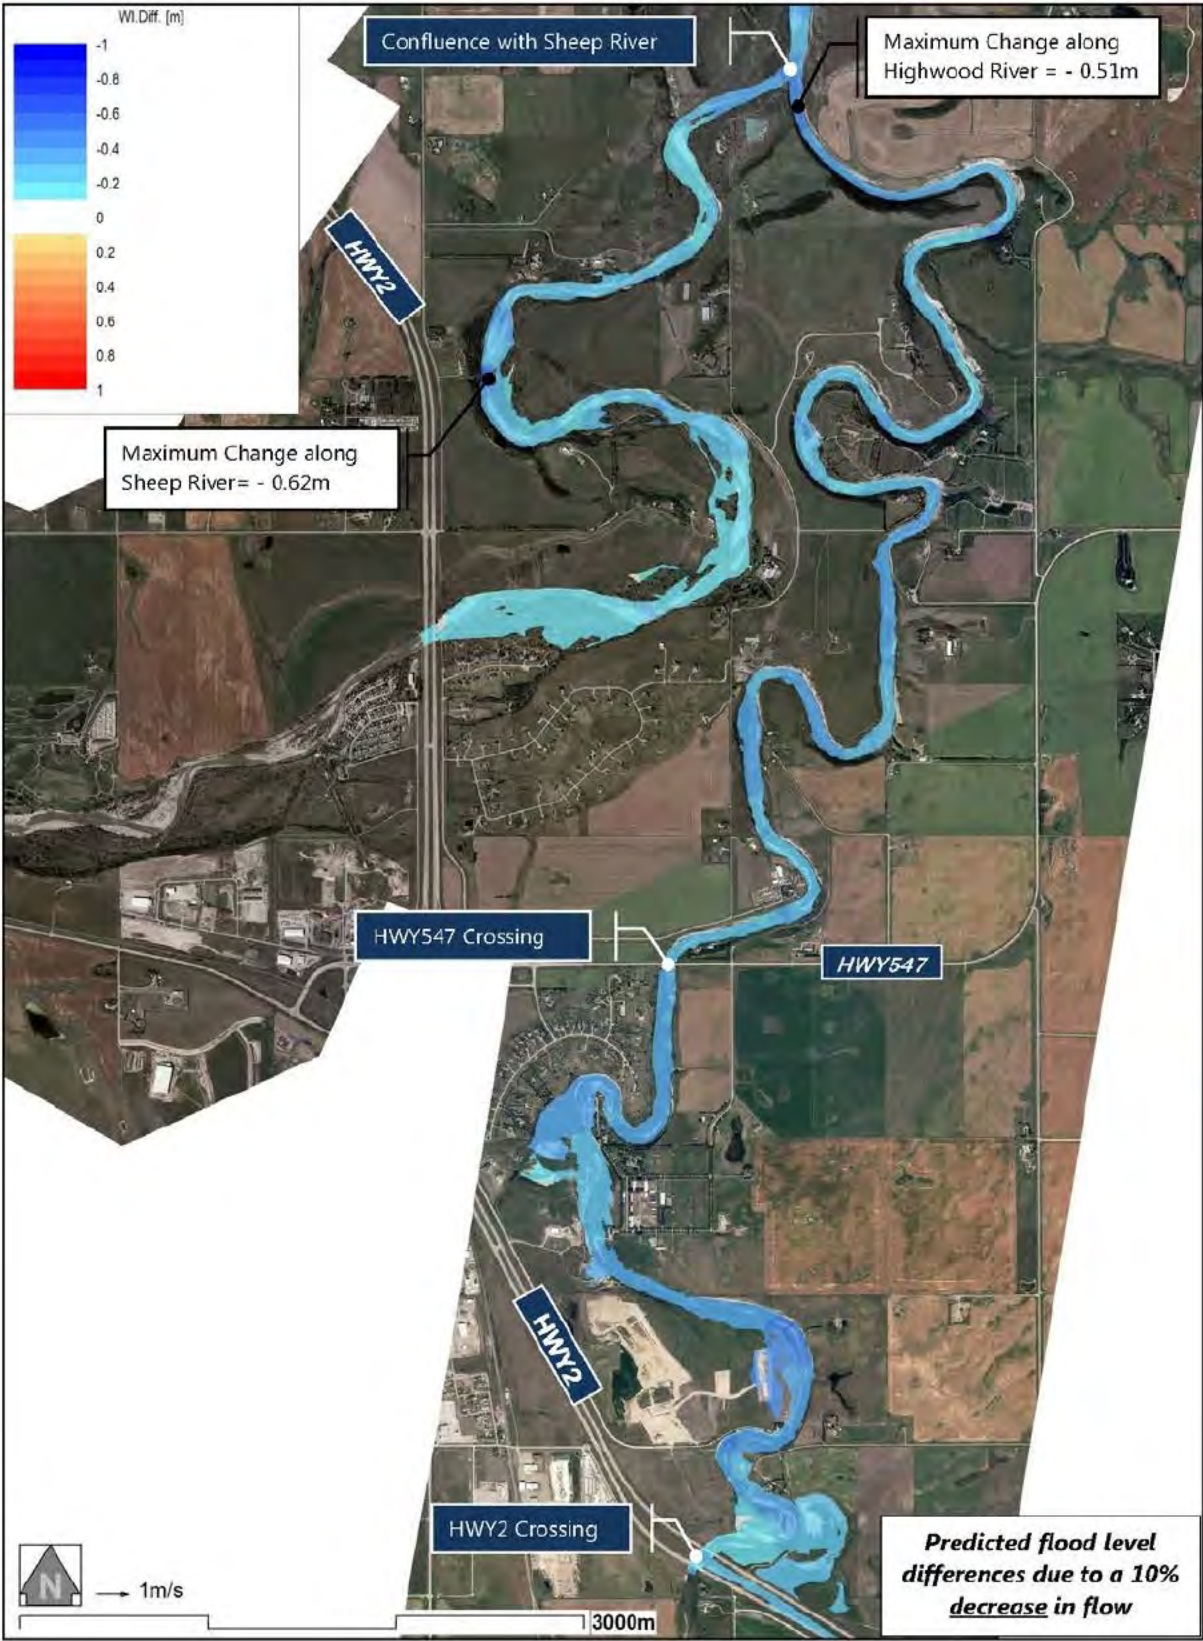 Wl.Diff. [m]
-1
-0.8
-0.6
-0.4
-0.2
0
0.2
0.4
0.6
0.8
1
Confluence with Sheep River
Maximum Change along
Highwood River = - 0.51m
HWY2
Maximum Change along
Sheep River= - 0.62m
HWY547 Crossing
HWY547
HWY2
HWY2 Crossing
Predicted flood level
differences due to a 10%
decrease in flow
N
1m/s
3000m